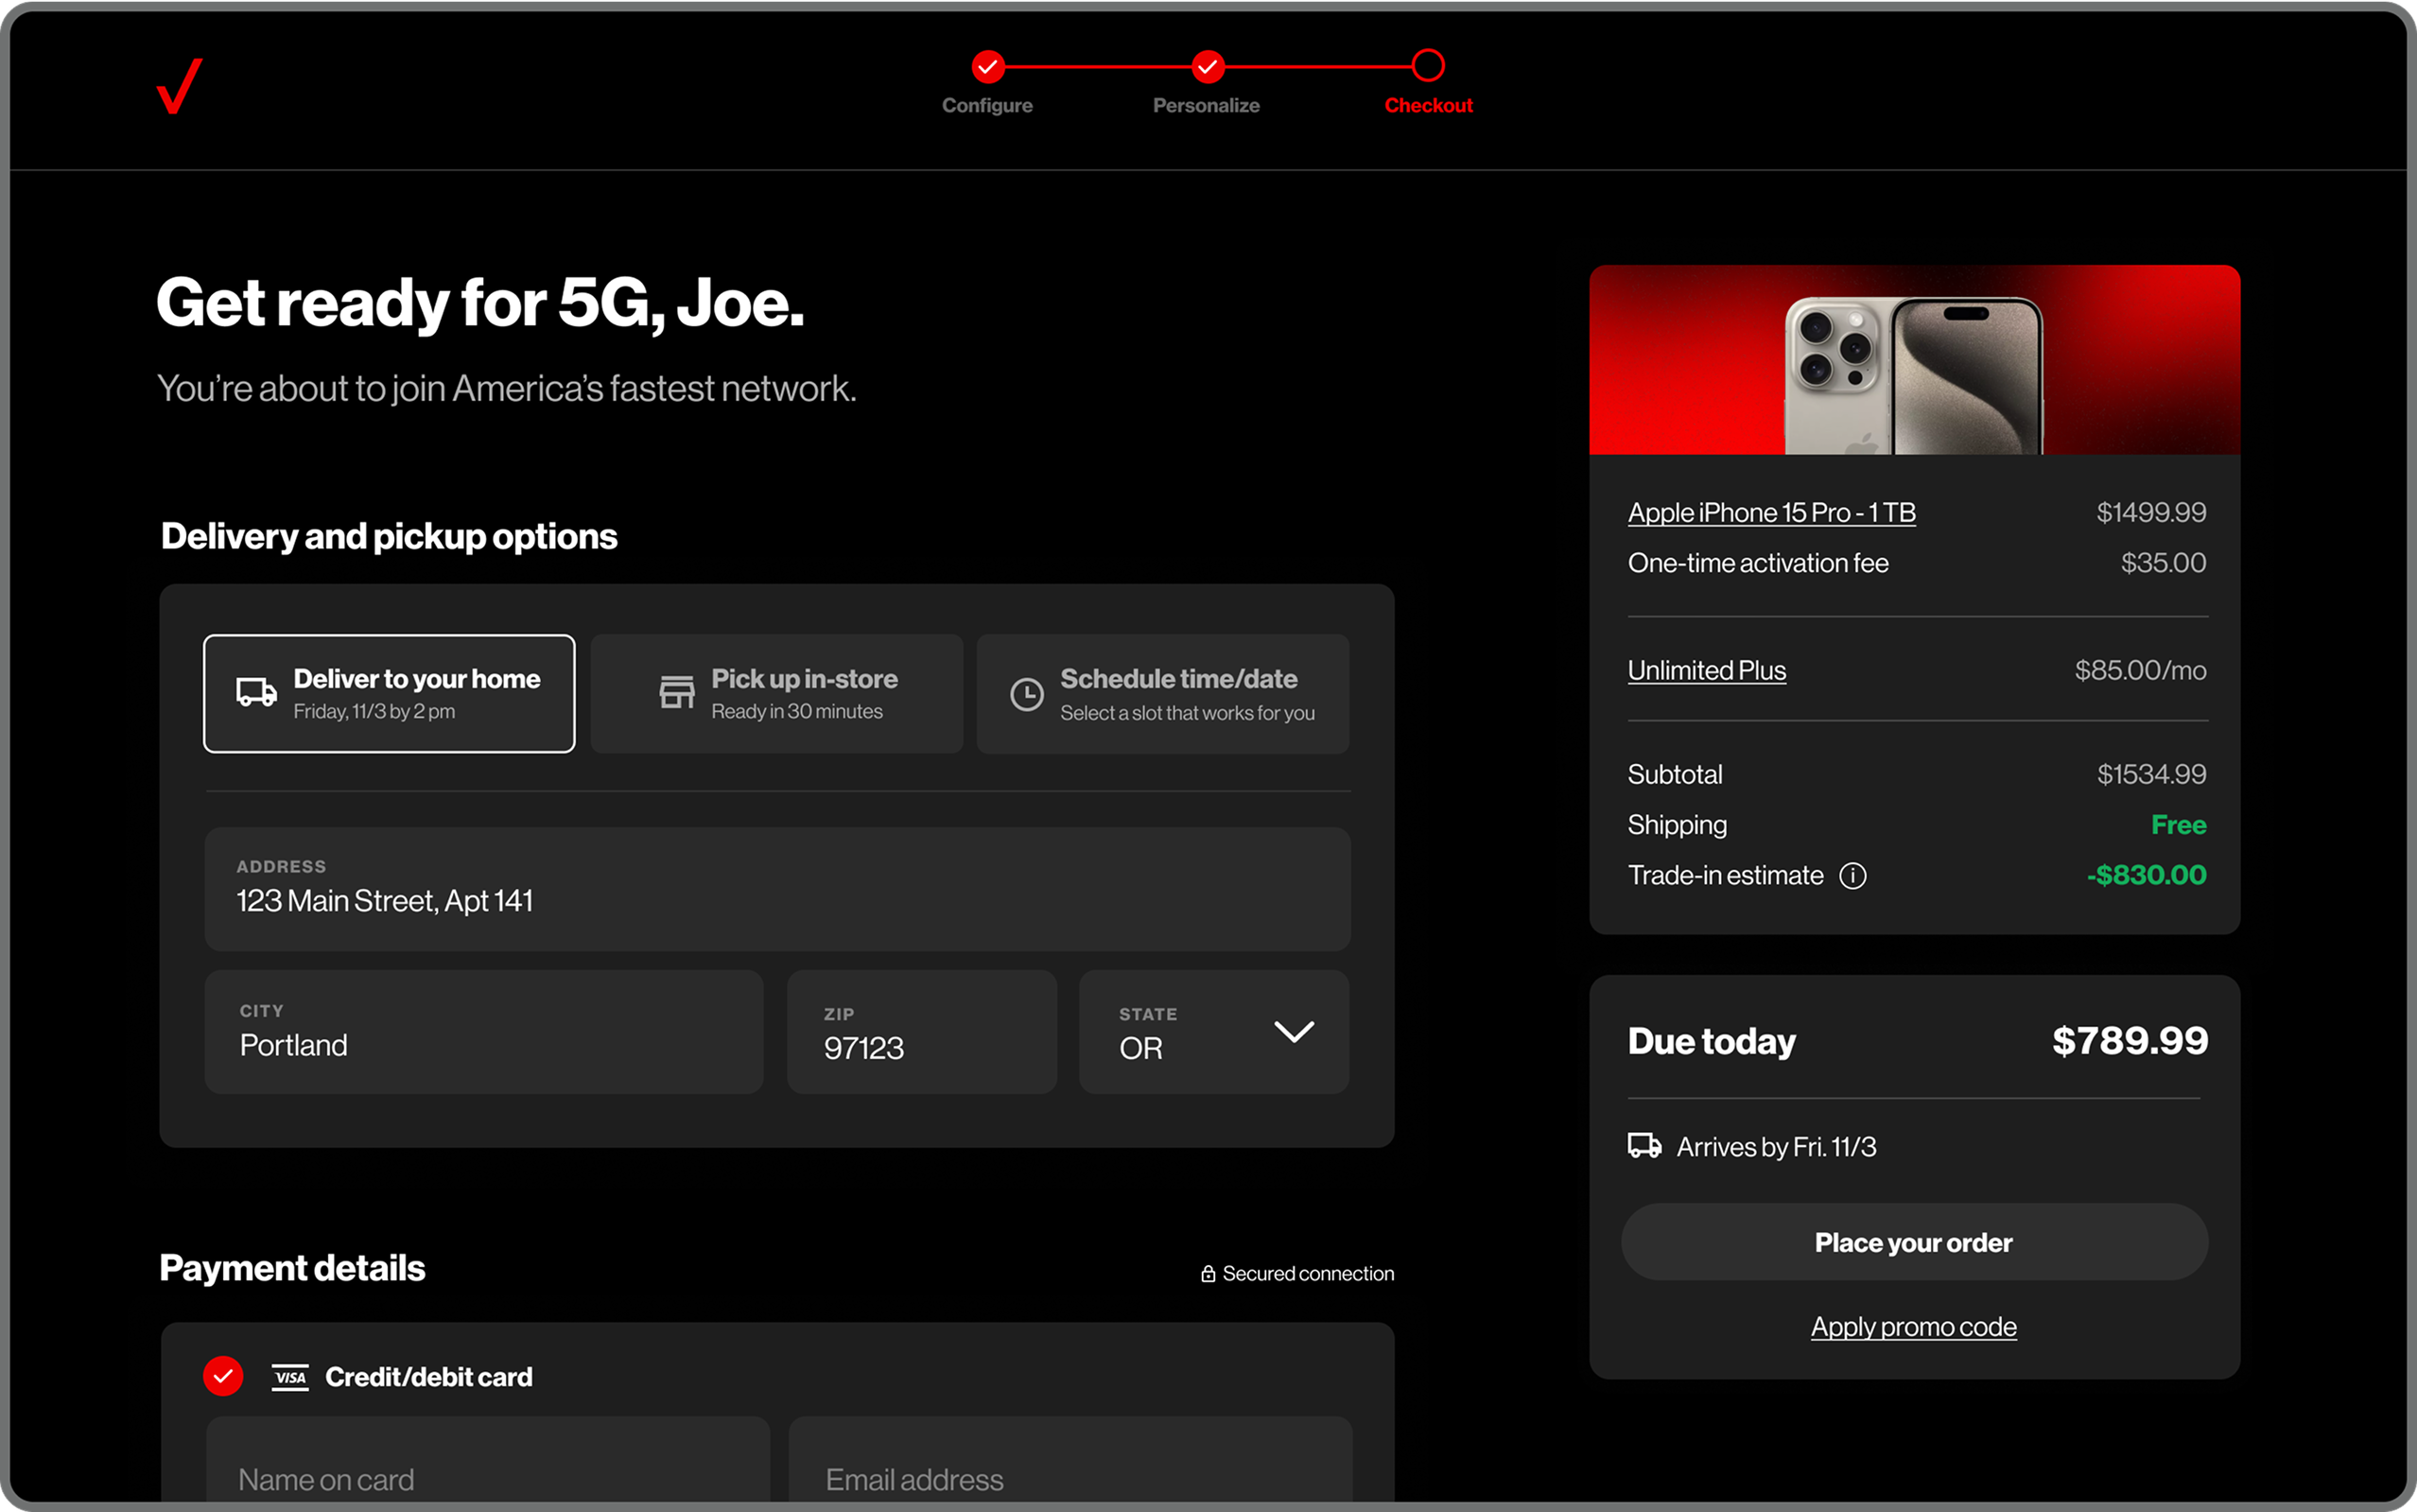 Configure
Personalize
Checkout
Get ready for 5G, Joe.
You're about to join America's fastest network.
Delivery and pickup options
Deliver to your home
Friday, 11/3 by 2 pm
Pick up in-store
Ready in 30 minutes
Schedule time/date
Select a slot that works for you
ADDRESS
123 Main Street, Apt 141
CITY
Portland
ZIP
97123
STATE
OR
Payment details
Secured connection
VISA
Credit/debit card
Name on card
Email address
Apple iPhone 15 Pro - 1 TB $1499.99
One-time activation fee $35.00
Unlimited Plus $85.00/mo
Subtotal $1534.99
Shipping Free
Trade-in estimate -$830.00
Due today $789.99
Arrives by Fri. 11/3
Place your order
Apply promo code